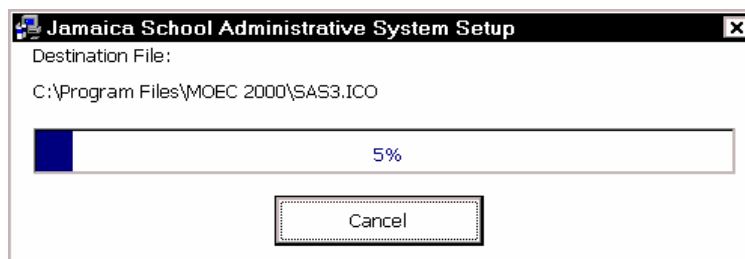 Jamaica School Administrative System Setup
Destination File:
C:\Program Files\MOEC 2000\SAS3.ICO
5%
Cancel